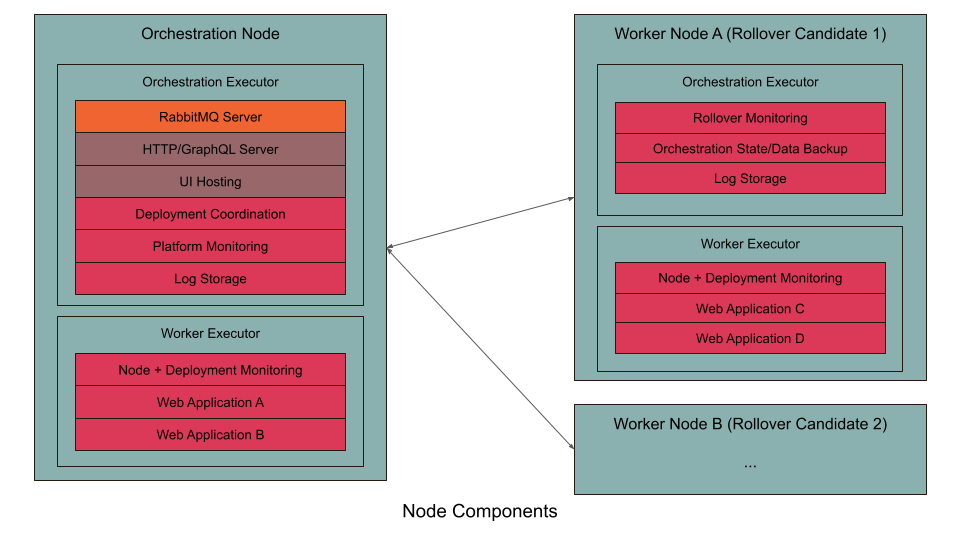 Orchestration Node
Orchestration Executor
RabbitMQ Server
HTTP/GraphQL Server
UI Hosting
Deployment Coordination
Platform Monitoring
Log Storage
Worker Executor
Node + Deployment Monitoring
Web Application A
Web Application B
Worker Node A (Rollover Candidate 1)
Orchestration Executor
Rollover Monitoring
Orchestration State/Data Backup
Log Storage
Worker Executor
Node + Deployment Monitoring
Web Application C
Web Application D
Worker Node B (Rollover Candidate 2)
...
Node Components